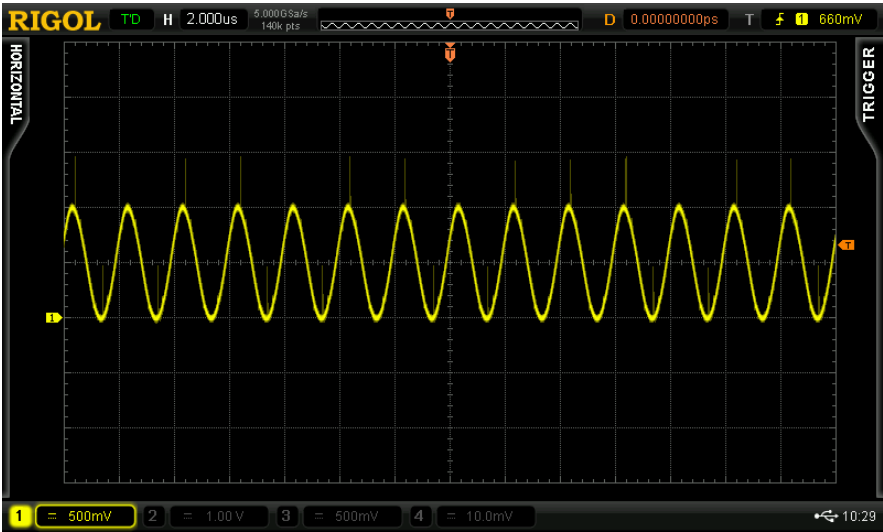 RIGOL T'D H 2.000us 5.000GSa/s D 0.00000000ps T 1 660mV
140k pts
T
HORIZONTAL
TRIGGER
T
T
1
1 500mV 2 1.00 V 3 500mV 4 10.0mV 10:29